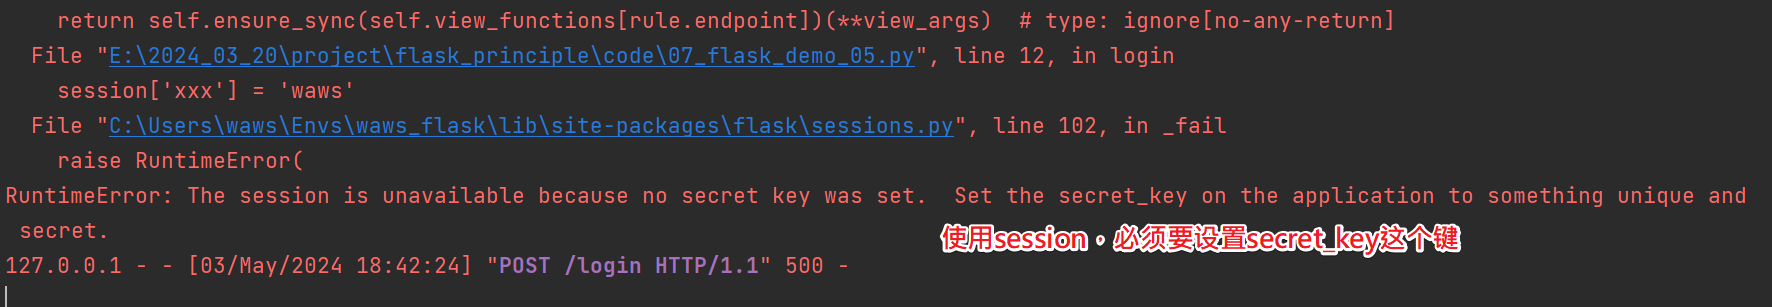 return self.ensure_sync(self.view_functions[rule.endpoint])(**view_args)  # type: ignore[no-any-return]
File "E:\2024_03_20\project\flask_principle\code\07_flask_demo_05.py", line 12, in login
session['xxx'] = 'waws'
File "C:\Users\waws\Envs\waws_flask\lib\site-packages\flask\sessions.py", line 102, in _fail
raise RuntimeError(
RuntimeError: The session is unavailable because no secret key was set.  Set the secret_key on the application to something unique and
secret.
使用session，必须要设置secret_key这个键
127.0.0.1 - - [03/May/2024 18:42:24] "POST /login HTTP/1.1" 500 -